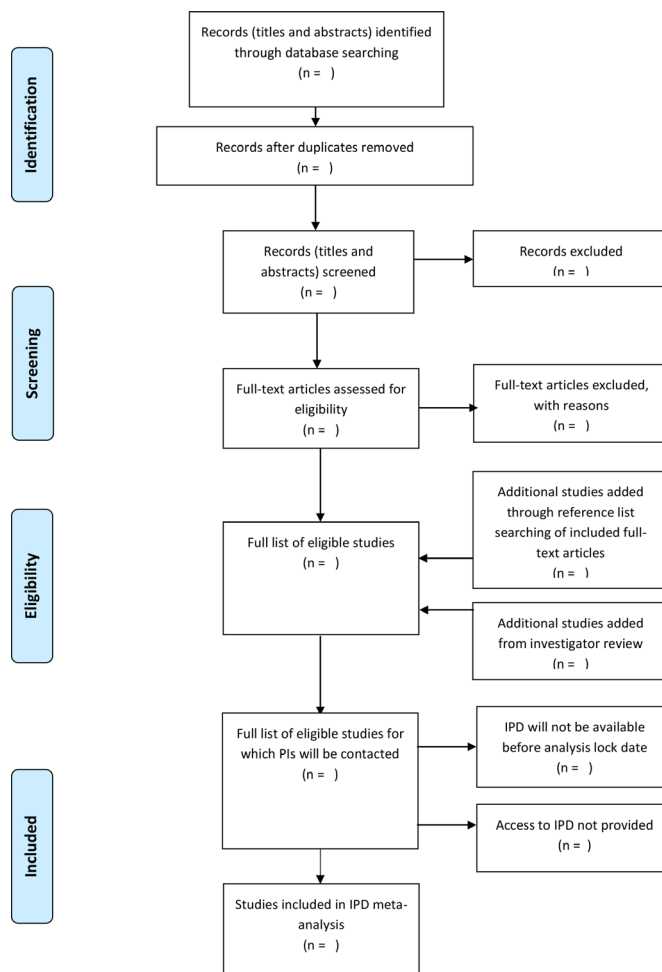 Identification
Records (titles and abstracts) identified
through database searching
(n =   )
Records after duplicates removed
(n =   )
Screening
Records (titles and
abstracts) screened
(n =   )
Records excluded
(n =   )
Full-text articles assessed for
eligibility
(n =   )
Full-text articles excluded,
with reasons
(n =   )
Eligibility
Full list of eligible studies
(n =   )
Additional studies added
through reference list
searching of included full-
text articles
(n =   )
Additional studies added
from investigator review
(n =   )
Included
Full list of eligible studies for
which PIs will be contacted
(n =   )
IPD will not be available
before analysis lock date
(n =   )
Access to IPD not provided
(n =   )
Studies included in IPD meta-
analysis
(n =   )